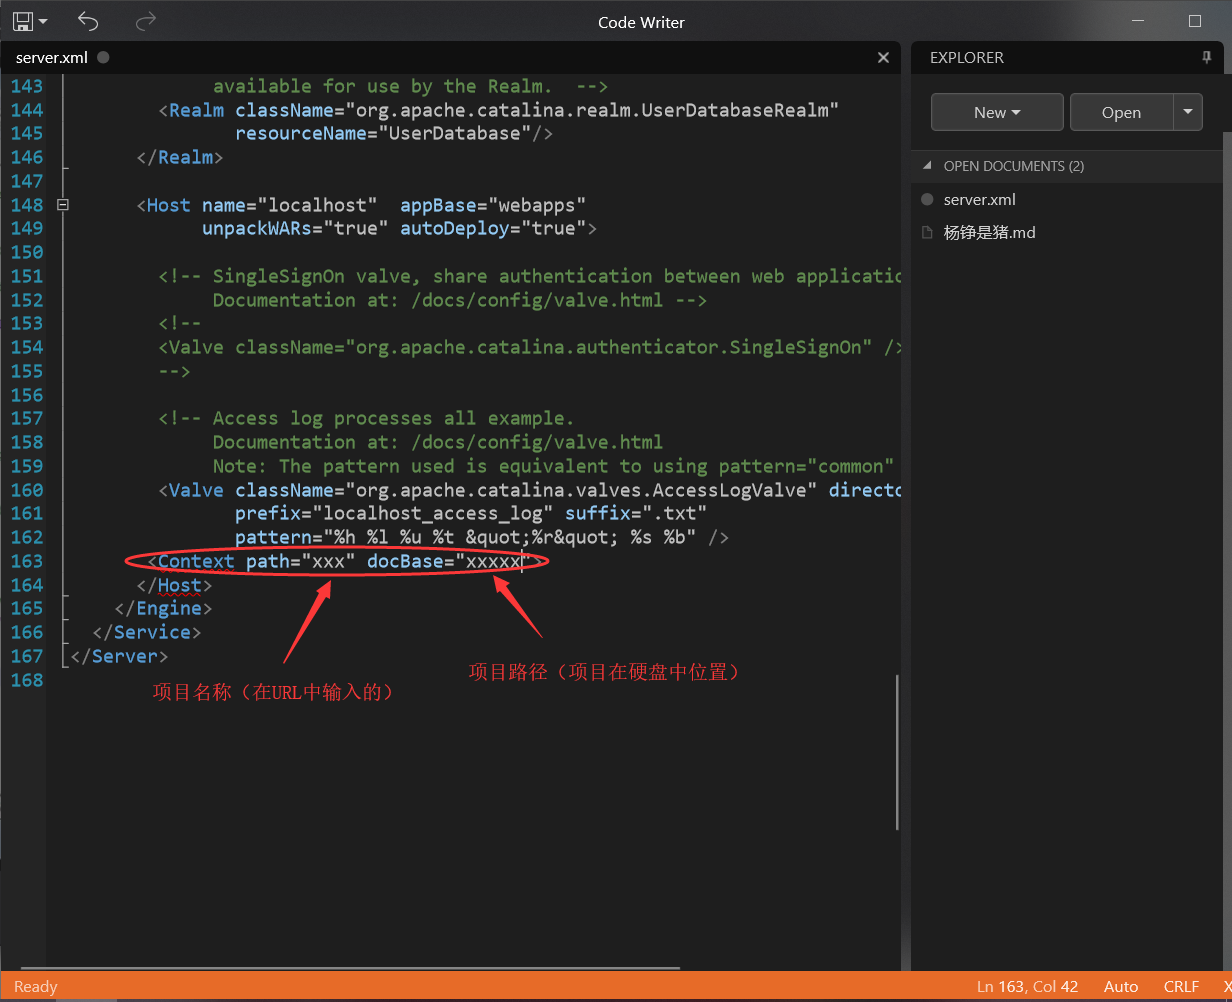 Code Writer
server.xml
143 available for use by the Realm. -->
144 <Realm className="org.apache.catalina.realm.UserDatabaseRealm"
145 resourceName="UserDatabase"/>
146 </Realm>
147
148 <Host name="localhost" appBase="webapps"
149 unpackWARs="true" autoDeploy="true">
150
151 <!-- SingleSignOn valve, share authentication between web applicatio
152 Documentation at: /docs/config/valve.html -->
153 <!--
154 <Valve className="org.apache.catalina.authenticator.SingleSignOn" />
155 -->
156
157 <!-- Access log processes all example.
158 Documentation at: /docs/config/valve.html
159 Note: The pattern used is equivalent to using pattern="common"
160 <Valve className="org.apache.catalina.valves.AccessLogValve" directo
161 prefix="localhost_access_log" suffix=".txt"
162 pattern="%h %l %u %t &quot;%r&quot; %s %b" />
163 <Context path="xxx" docBase="xxxxx">
164 </Host>
165 </Engine>
166 </Service>
167 </Server>
168
项目名称（在URL中输入的）
项目路径（项目在硬盘中位置）
EXPLORER
New
Open
OPEN DOCUMENTS (2)
server.xml
杨铮是猪.md
Ready
Ln 163, Col 42
Auto
CRLF
X